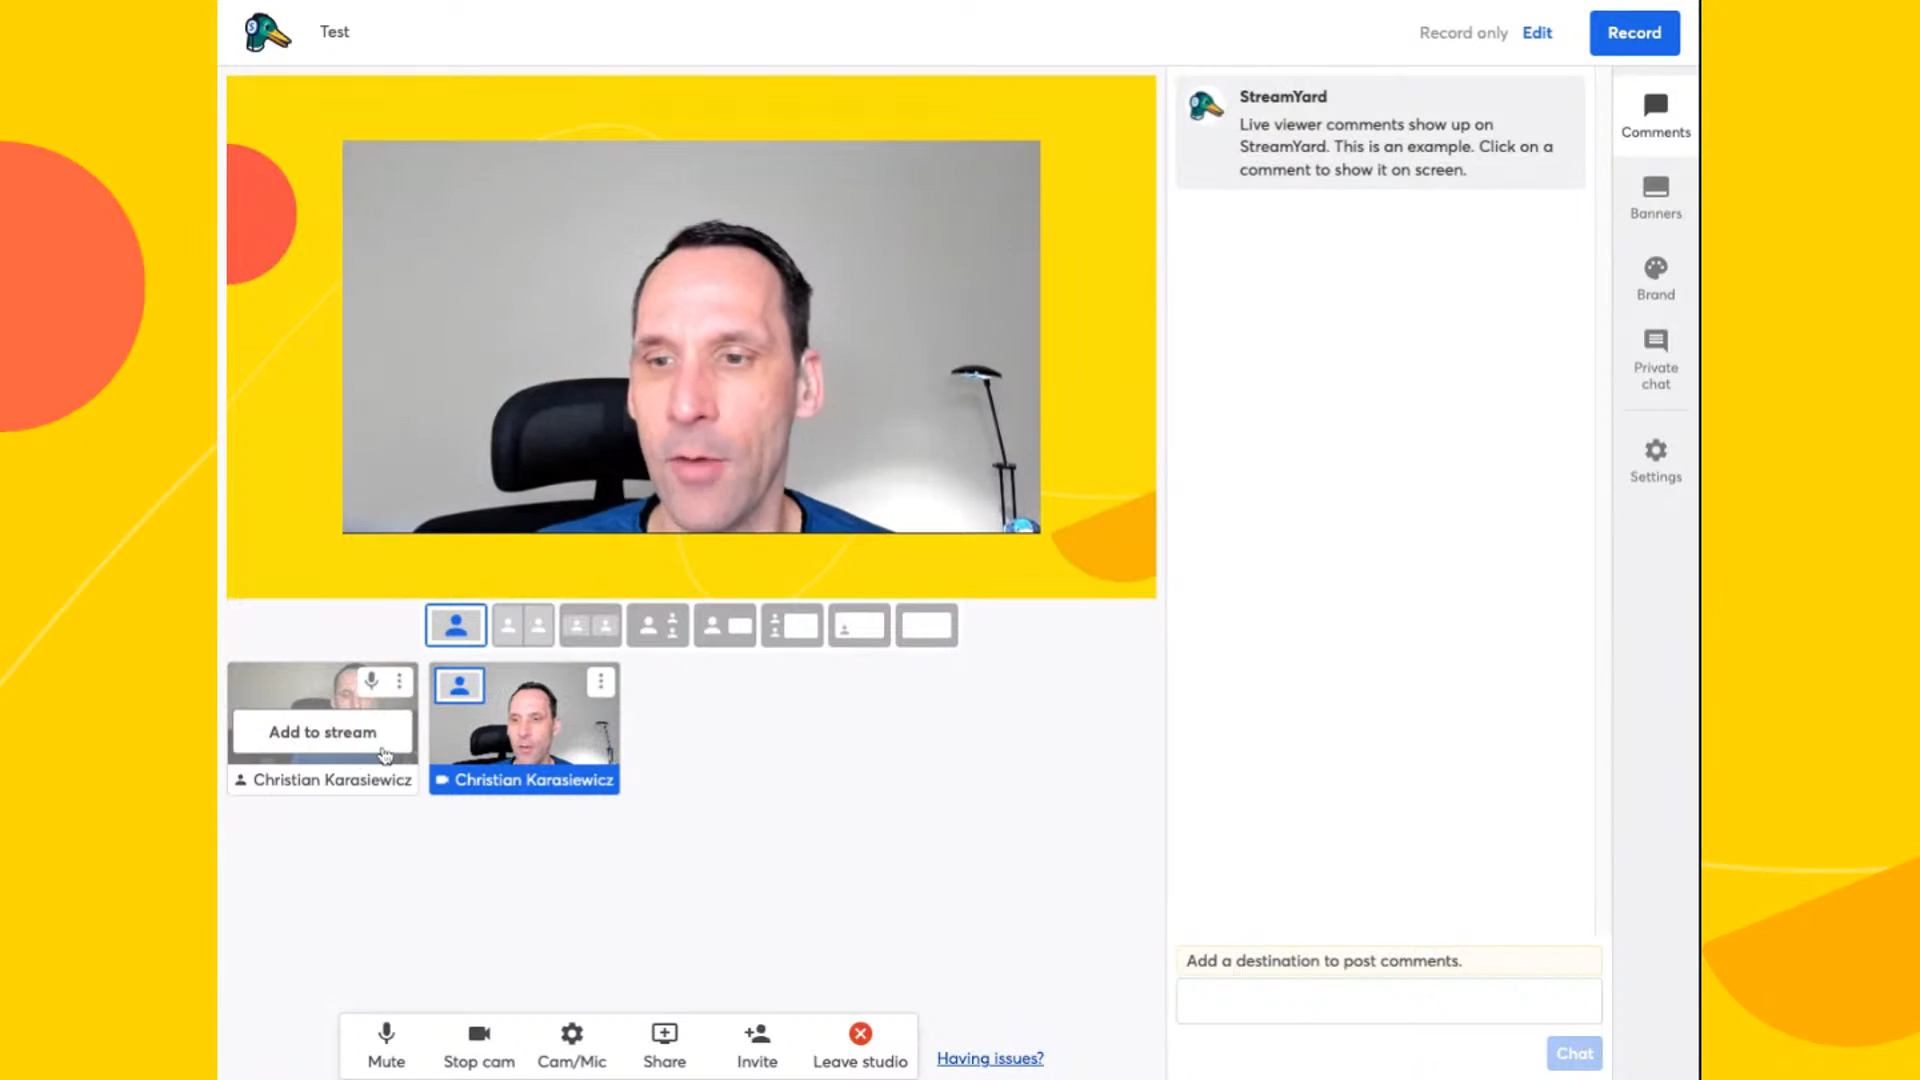 Test
Record only Edit
Record
StreamYard
Live viewer comments show up on
StreamYard. This is an example. Click on a
comment to show it on screen.
Comments
Banners
Brand
Private
chat
Settings
Add to stream
Christian Karasiewicz
Christian Karasiewicz
Add a destination to post comments.
Chat
Mute
Stop cam
Cam/Mic
Share
Invite
Leave studio
Having issues?